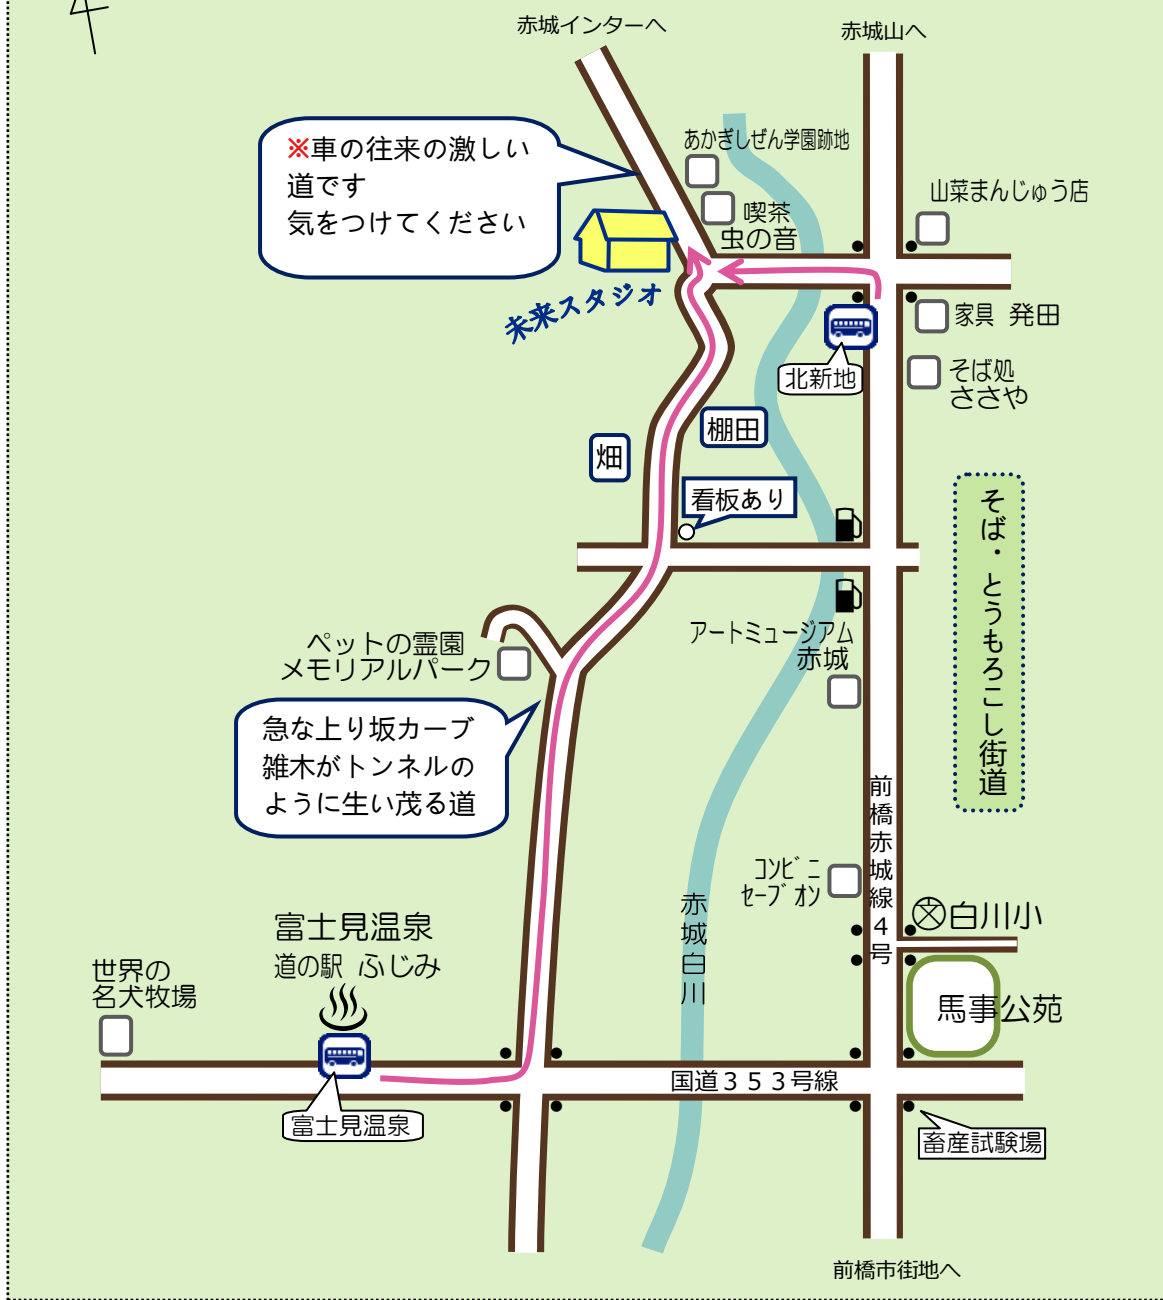 赤城インターへ
赤城山へ
※車の往来の激しい
道です
気をつけてください
あかぎしぜん学園跡地
喫茶
虫の音
山菜まんじゅう店
未来スタジオ
家具 発田
北新地
そば処
ささや
棚田
畑
看板あり
そば・とうもろこし街道
アートミュージアム
赤城
ペットの霊園
メモリアルパーク
急な上り坂カーブ
雑木がトンネルの
ように生い茂る道
前橋赤城線4号
コンビニ
セーブオン
赤城白川
文白川小
馬事公苑
富士見温泉
道の駅 ふじみ
世界の
名犬牧場
国道353号線
富士見温泉
畜産試験場
前橋市街地へ